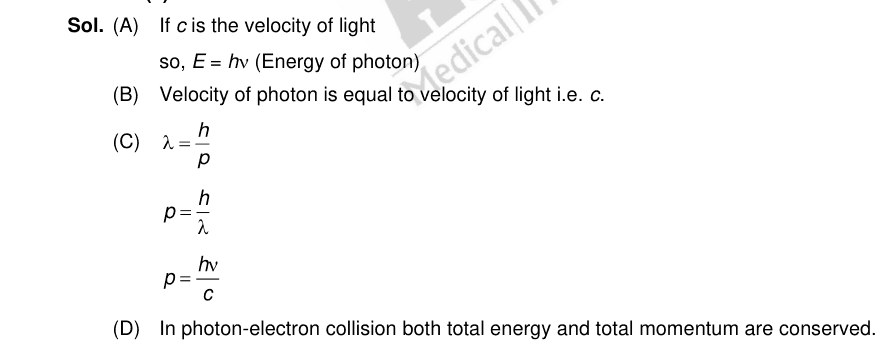 Sol. (A) If c is the velocity of light
so, E = hν (Energy of photon)
(B) Velocity of photon is equal to velocity of light i.e. c.
(C) λ = h/p
p = h/λ
p = hν/c
(D) In photon-electron collision both total energy and total momentum are conserved.
Medical